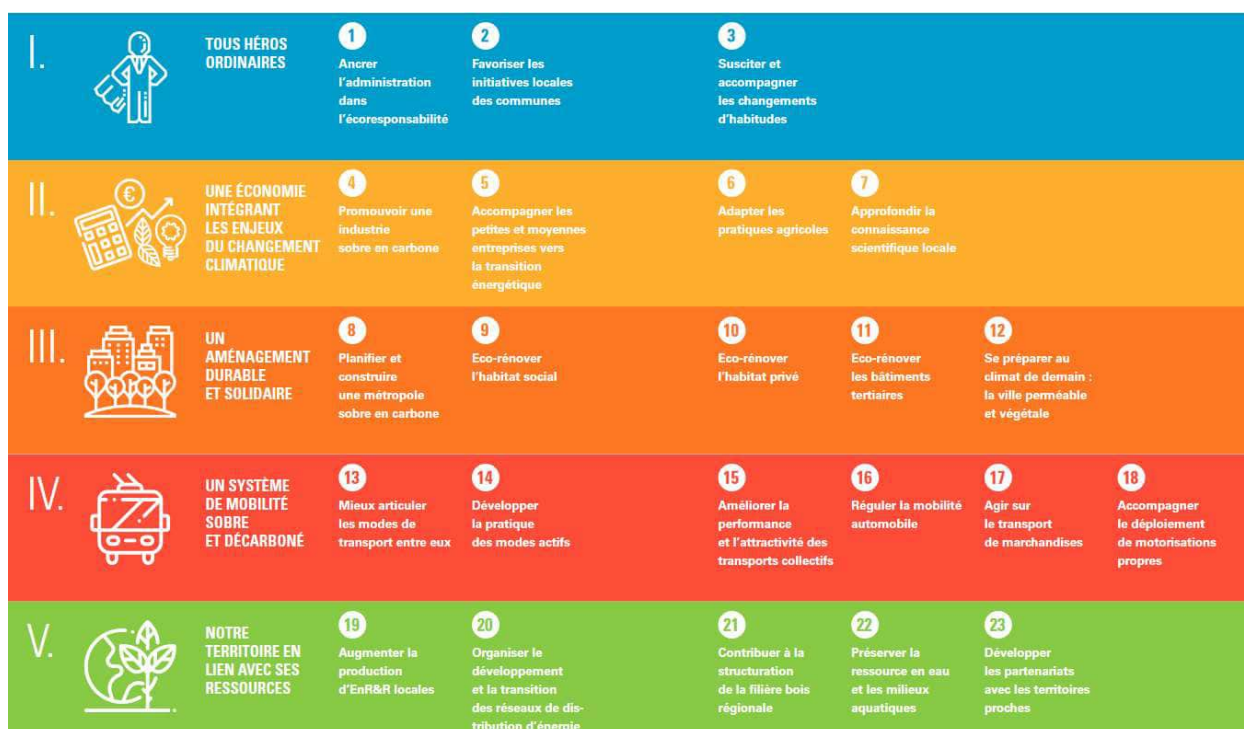 I.
TOUS HÉROS
ORDINAIRES
1
Ancrer
l'administration
dans
l'écoresponsabilité
2
Favoriser les
initiatives locales
des communes
3
Susciter et
accompagner
les changements
d'habitudes
II.
€
UNE ÉCONOMIE
INTÉGRANT
LES ENJEUX
DU CHANGEMENT
CLIMATIQUE
4
Promouvoir une
industrie
sobre en carbone
5
Accompagner les
petites et moyennes
entreprises vers
la transition
énergétique
6
Adapter les
pratiques agricoles
7
Approfondir la
connaissance
scientifique locale
III.
UN
AMÉNAGEMENT
DURABLE
ET SOLIDAIRE
8
Planifier et
construire
une métropole
sobre en carbone
9
Eco-rénover
l'habitat social
10
Eco-rénover
l'habitat privé
11
Eco-rénover
les bâtiments
tertiaires
12
Se préparer au
climat de demain :
la ville perméable
et végétale
IV.
UN SYSTÈME
DE MOBILITÉ
SOBRE
ET DÉCARBONÉ
13
Mieux articuler
les modes de
transport entre eux
14
Développer
la pratique
des modes actifs
15
Améliorer la
performance
et l'attractivité des
transports collectifs
16
Réguler la mobilité
automobile
17
Agir sur
le transport
de marchandises
18
Accompagner
le déploiement
de motorisations
propres
V.
NOTRE
TERRITOIRE EN
LIEN AVEC SES
RESSOURCES
19
Augmenter la
production
d'EnR&R locales
20
Organiser le
développement
et la transition
des réseaux de dis-
tribution d'énergie
21
Contribuer à la
structuration
de la filière bois
régionale
22
Préserver la
ressource en eau
et les milieux
aquatiques
23
Développer
les partenariats
avec les territoires
proches